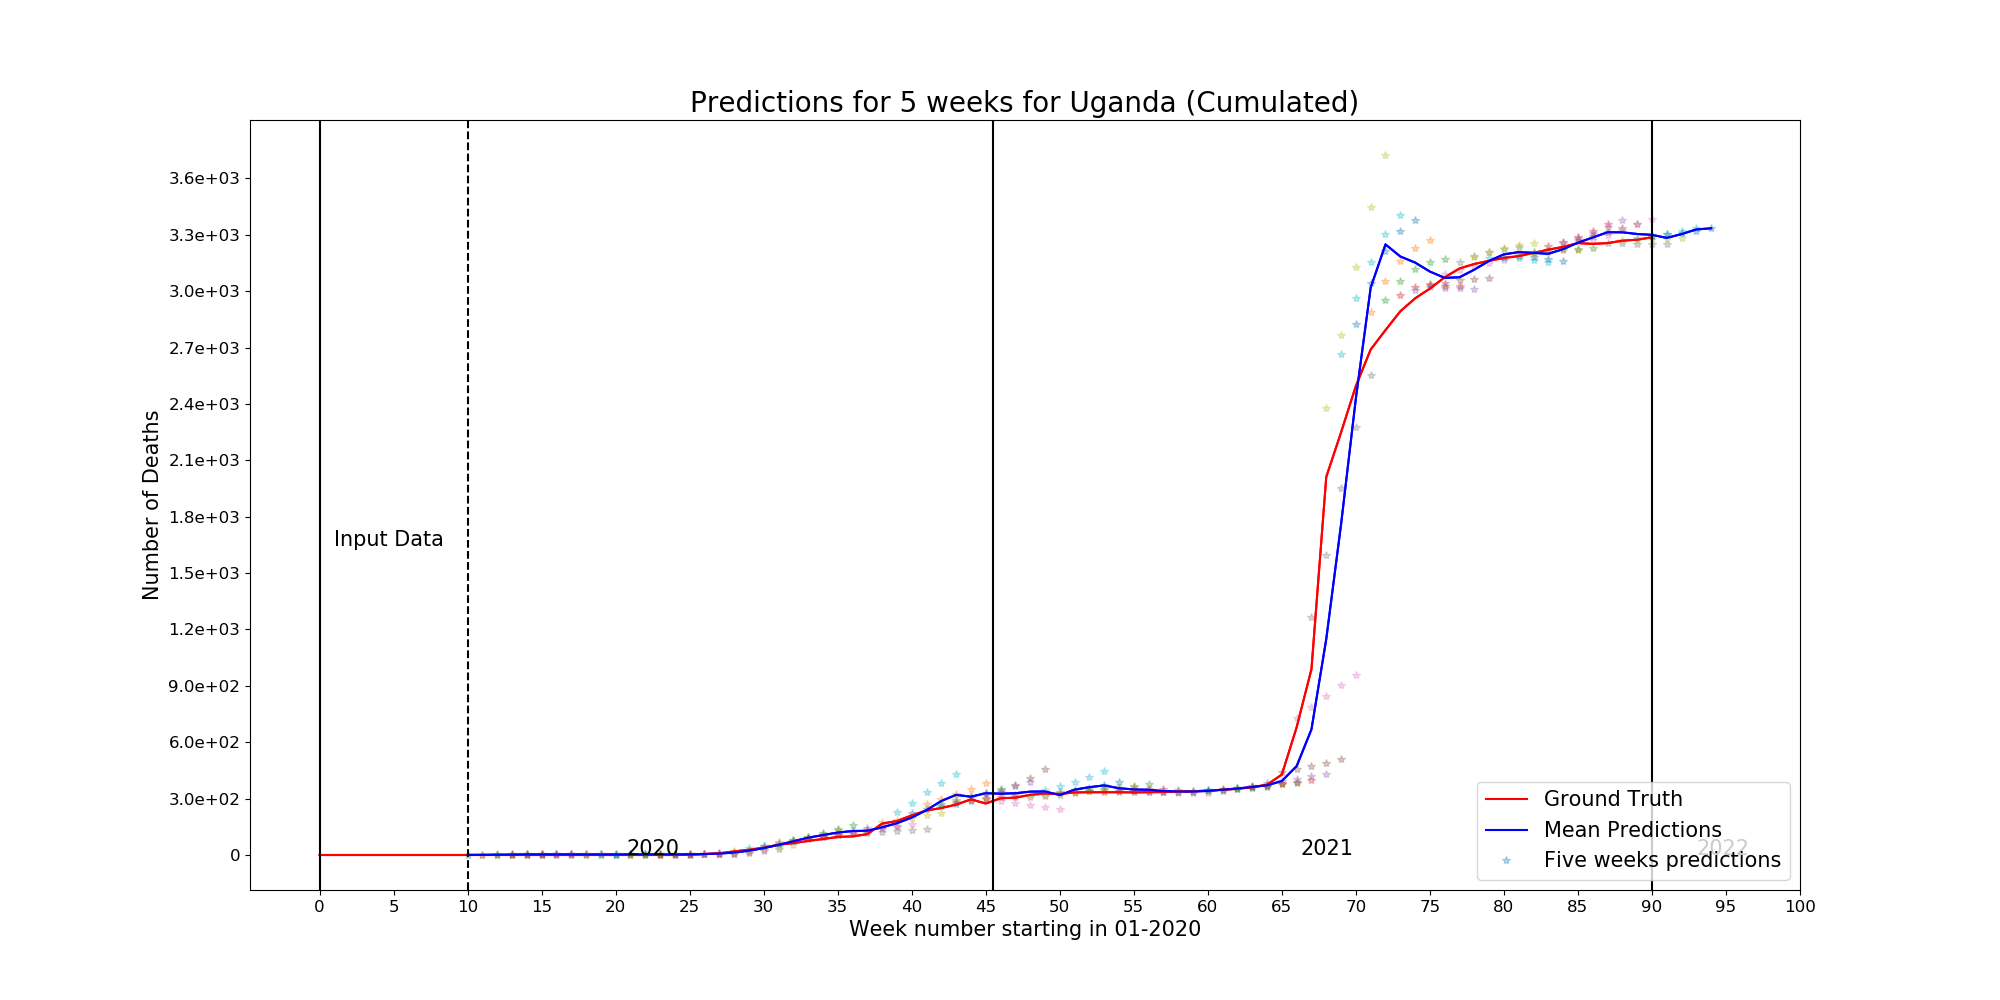 Predictions for 5 weeks for Uganda (Cumulated)
3.6e+03
3.3e+03
3.0e+03
2.7e+03
2.4e+03
2.1e+03
1.8e+03
1.5e+03
1.2e+03
9.0e+02
6.0e+02
3.0e+02
0
Number of Deaths
Input Data
2020
2021
2022
Ground Truth
Mean Predictions
Five weeks predictions
0 5 10 15 20 25 30 35 40 45 50 55 60 65 70 75 80 85 90 95 100
Week number starting in 01-2020